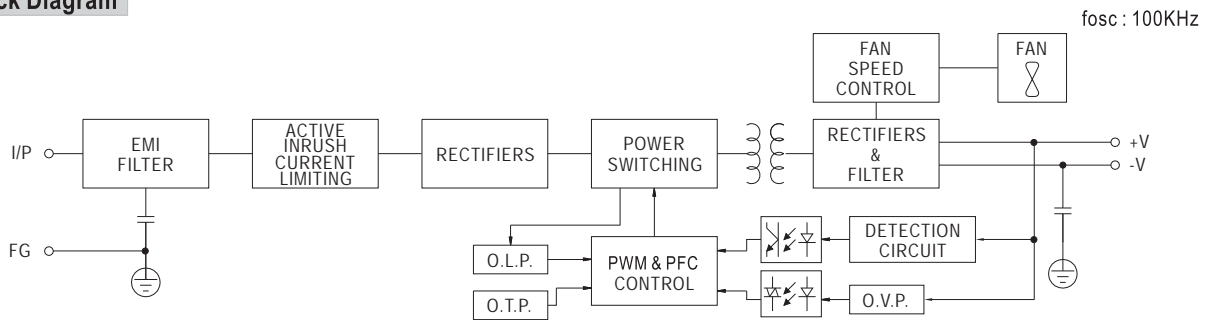 ck Diagram
fosc : 100KHz
FAN
SPEED
CONTROL
FAN
I/P
EMI
FILTER
ACTIVE
INRUSH
CURRENT
LIMITING
RECTIFIERS
POWER
SWITCHING
RECTIFIERS
&
FILTER
+V
-V
FG
O.L.P.
O.T.P.
PWM & PFC
CONTROL
DETECTION
CIRCUIT
O.V.P.